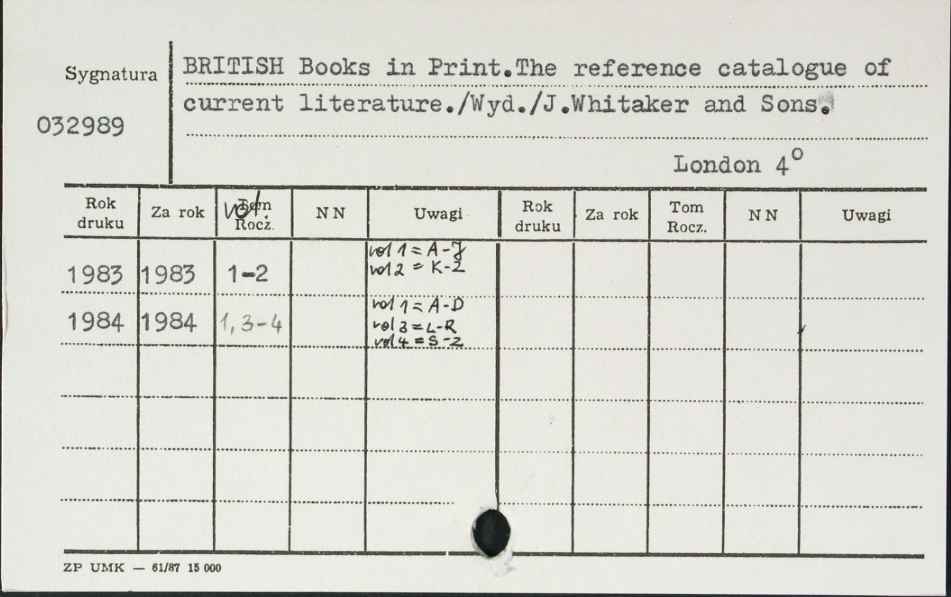 BRITISH Books in Print.The reference catalogue of
Sygnatura
current literature./Wyd./J.Whitaker and Sons.
032989
London 4°
Rok druku Za rok vol. Tom Rocz. NN Uwagi Rok druku Za rok Tom Rocz. NN Uwagi
vol 1 = A-J
1983 1983 1-2 vol 2 = K-Z
vol 1 = A-D
1984 1984 1, 3-4 vol 3 = L-R
vol 4 = S-Z
ZP UMK — 61/87 15 000